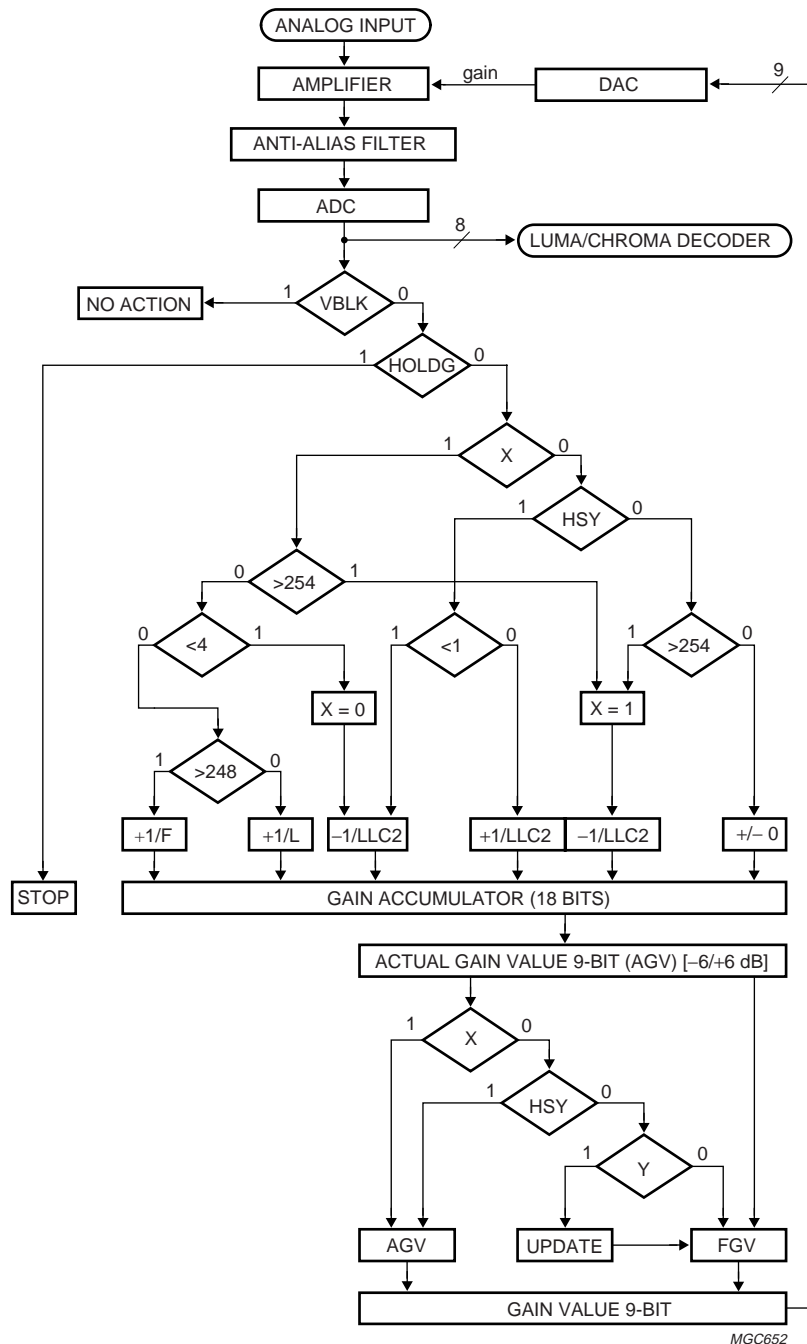 ANALOG INPUT
AMPLIFIER
gain
DAC
9
ANTI-ALIAS FILTER
ADC
8
LUMA/CHROMA DECODER
NO ACTION
1
VBLK
0
1
HOLDG
0
1
X
0
1
HSY
0
0
>254
1
0
<4
1
1
<1
0
1
>254
0
X = 0
X = 1
1
>248
0
+1/F
+1/L
−1/LLC2
+1/LLC2
−1/LLC2
+/− 0
STOP
GAIN ACCUMULATOR (18 BITS)
ACTUAL GAIN VALUE 9-BIT (AGV) [−6/+6 dB]
1
X
0
1
HSY
0
1
Y
0
AGV
UPDATE
FGV
GAIN VALUE 9-BIT
MGC652